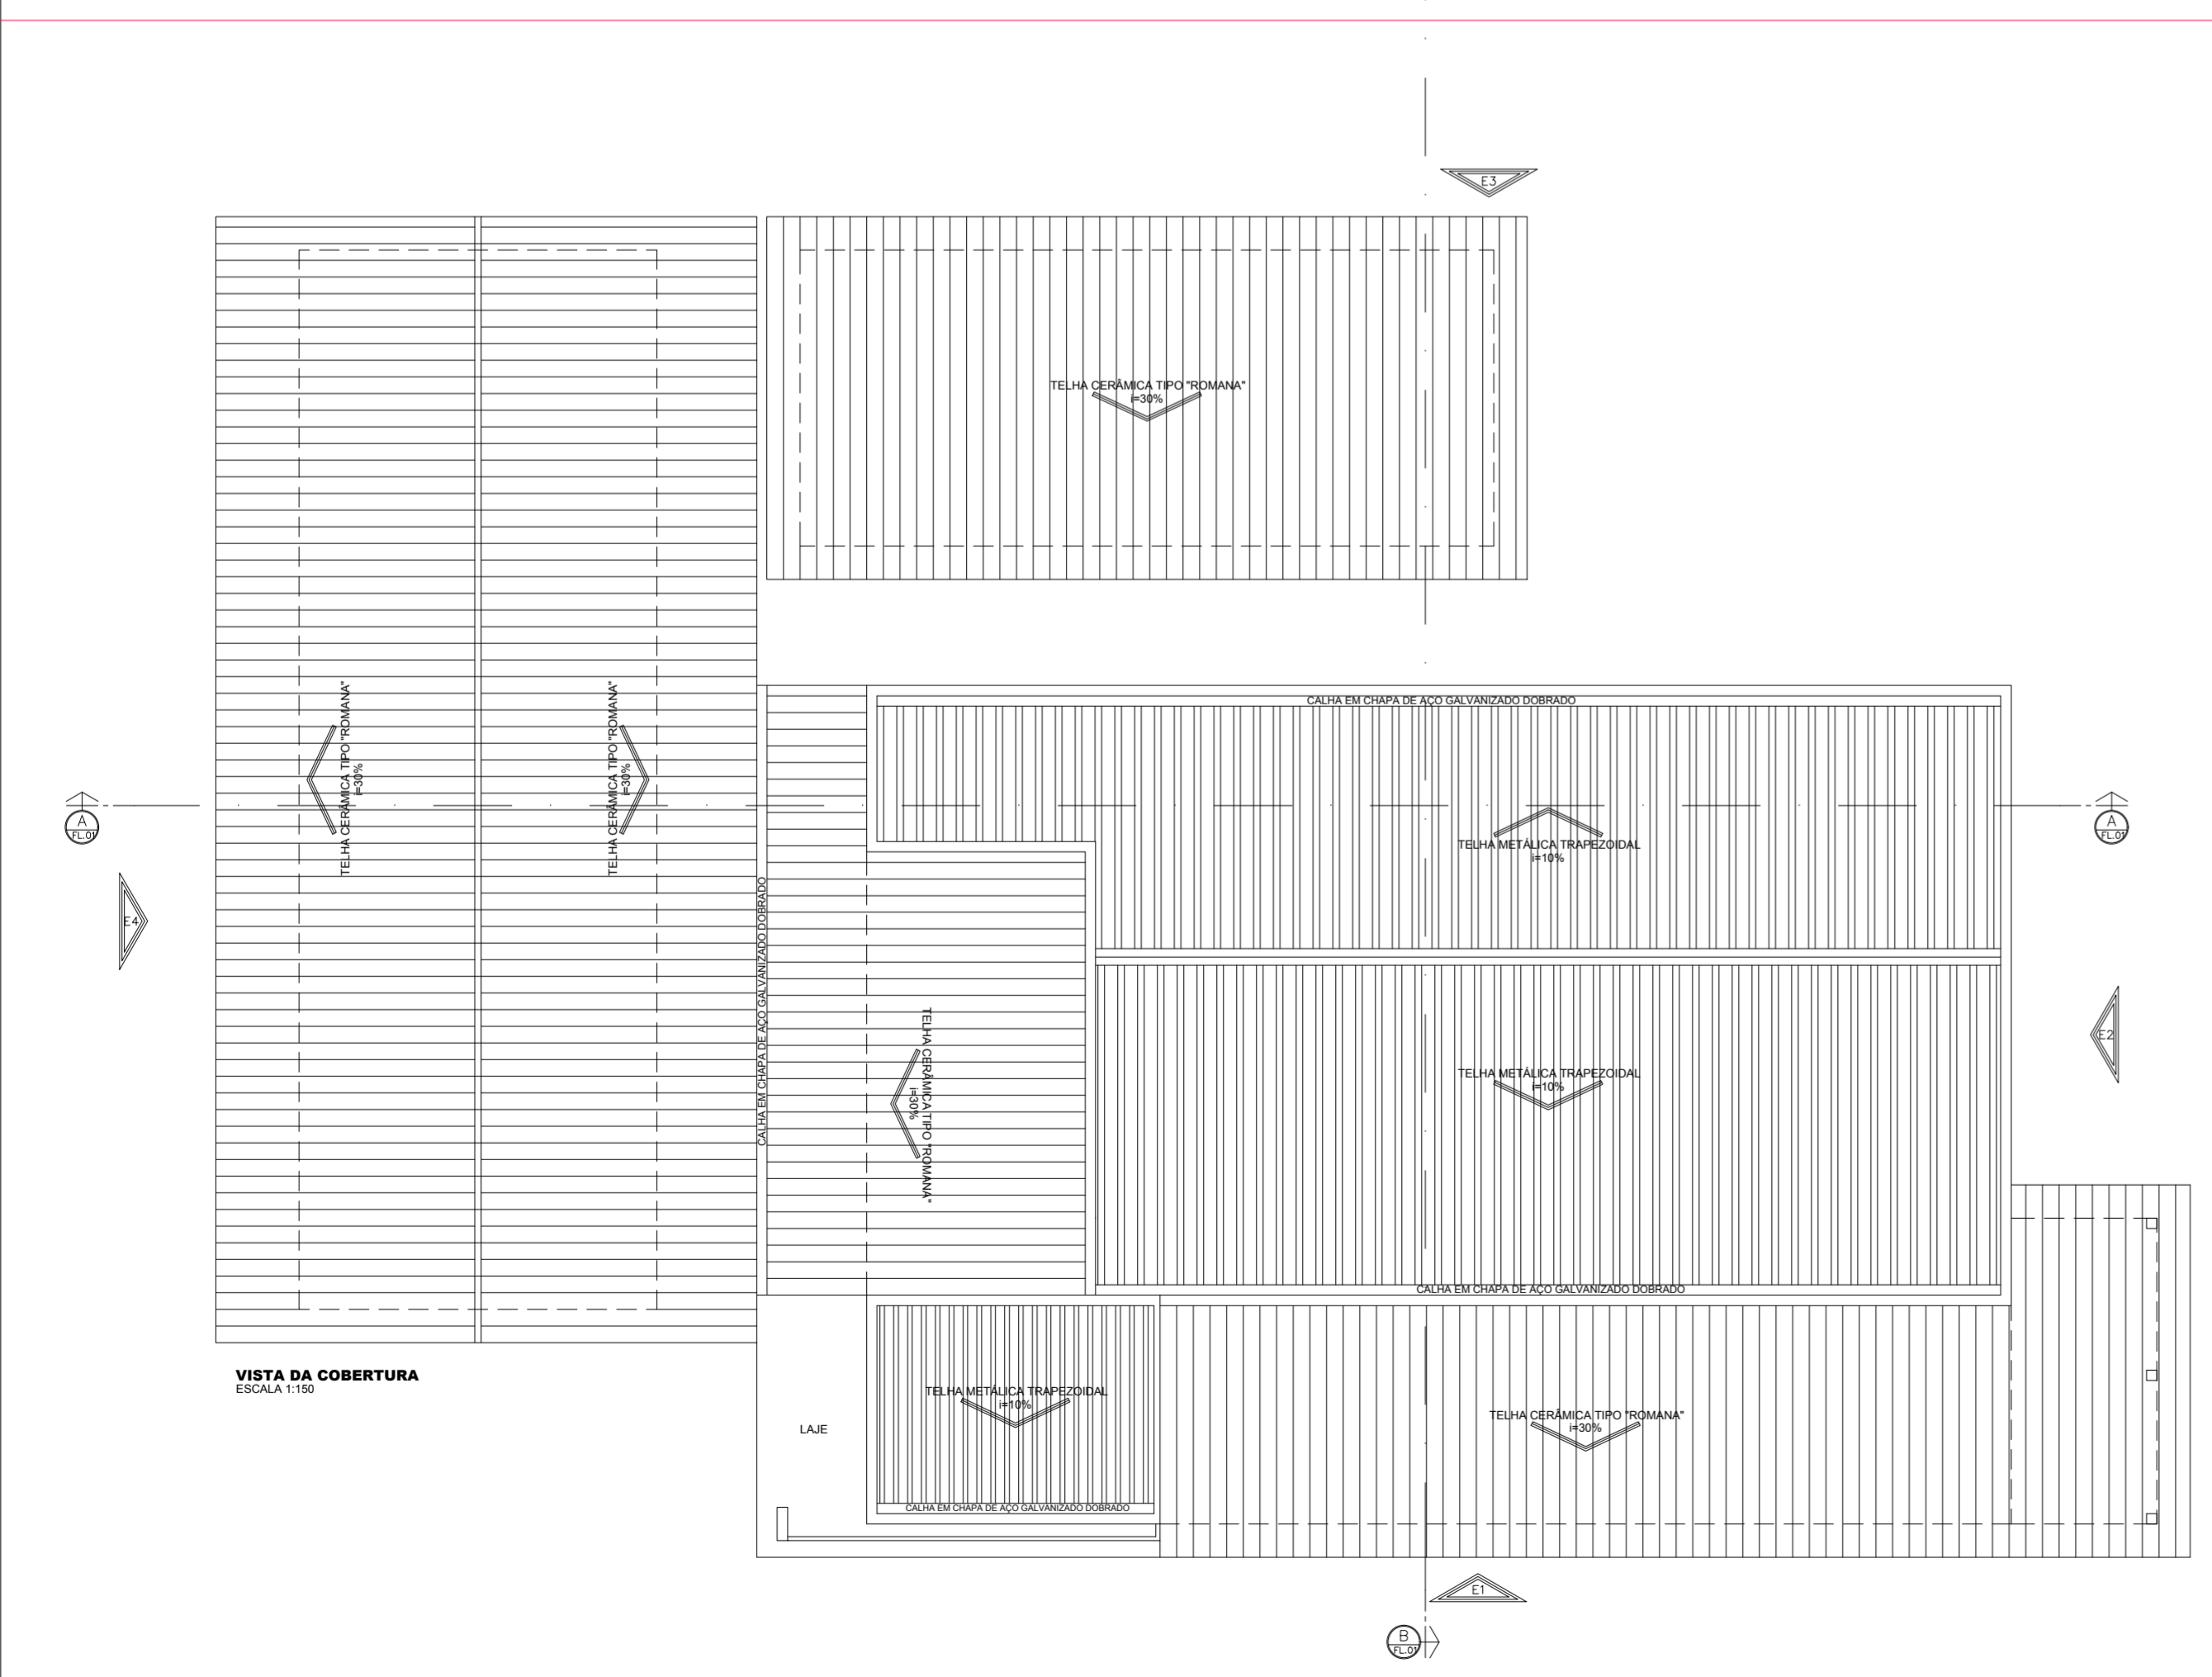 E3
TELHA CERÂMICA TIPO "ROMANA"
i=30%
CALHA EM CHAPA DE AÇO GALVANIZADO DOBRADO
TELHA CERÂMICA TIPO "ROMANA"
i=30%
TELHA CERÂMICA TIPO "ROMANA"
i=30%
A
FL.01
A
FL.01
TELHA METÁLICA TRAPEZOIDAL
i=10%
E4
CALHA EM CHAPA DE AÇO GALVANIZADO DOBRADO
TELHA CERÂMICA TIPO "ROMANA"
i=30%
E2
TELHA METÁLICA TRAPEZOIDAL
i=10%
CALHA EM CHAPA DE AÇO GALVANIZADO DOBRADO
VISTA DA COBERTURA
ESCALA 1:150
TELHA METÁLICA TRAPEZOIDAL
i=10%
LAJE
TELHA CERÂMICA TIPO "ROMANA"
i=30%
CALHA EM CHAPA DE AÇO GALVANIZADO DOBRADO
E1
B
FL.01